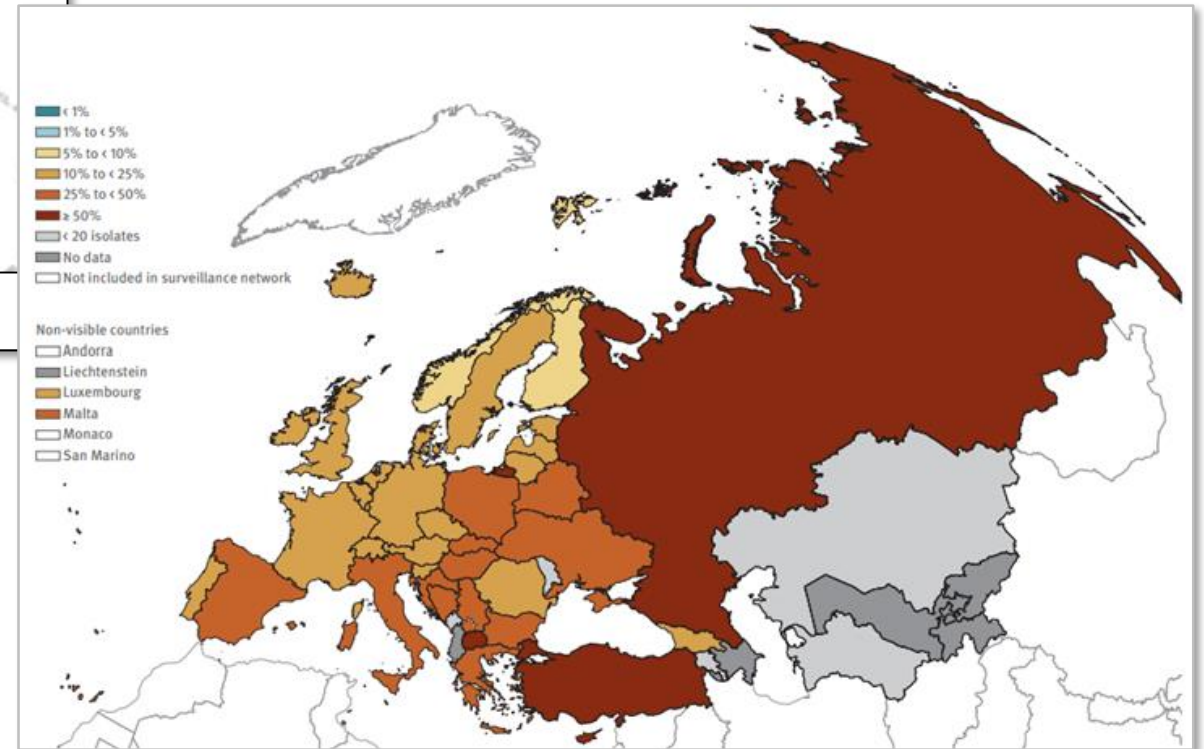 < 1%
1% to < 5%
5% to < 10%
10% to < 25%
25% to < 50%
≥ 50%
< 20 isolates
No data
Not included in surveillance network
Non-visible countries
Andorra
Liechtenstein
Luxembourg
Malta
Monaco
San Marino